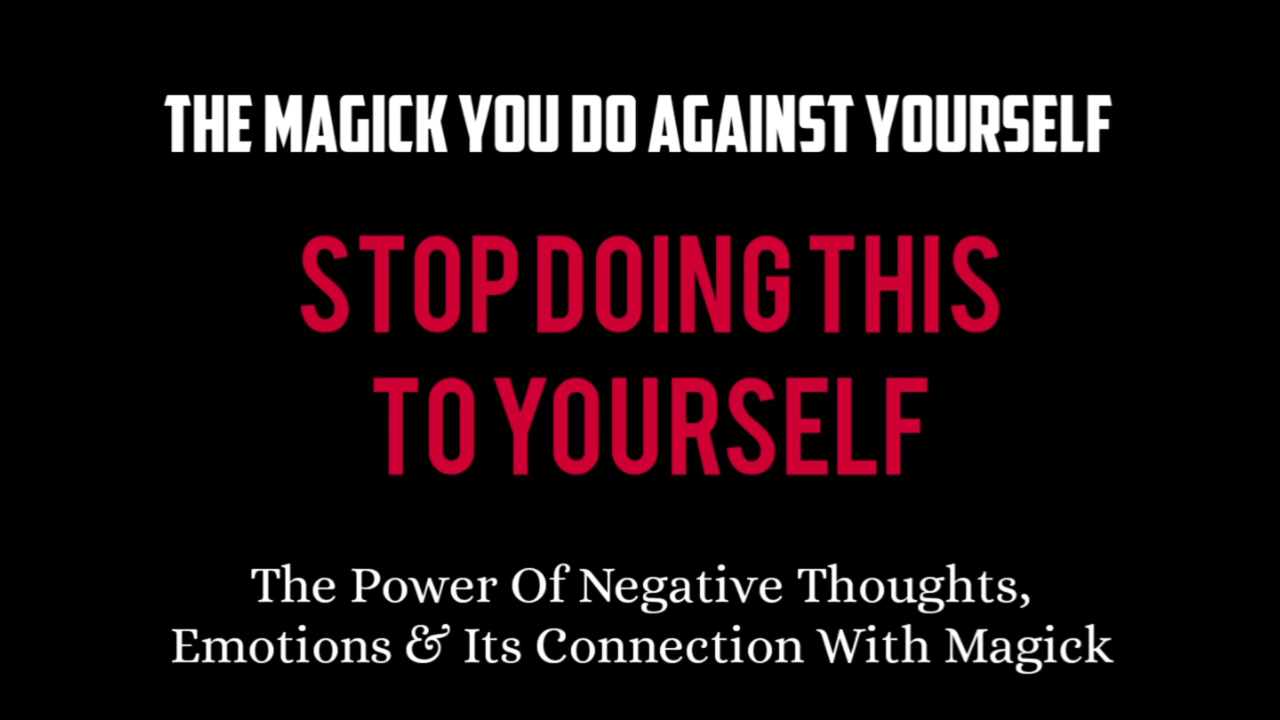 THE MAGICK YOU DO AGAINST YOURSELF
STOP DOING THIS
TO YOURSELF
The Power Of Negative Thoughts,
Emotions & Its Connection With Magick